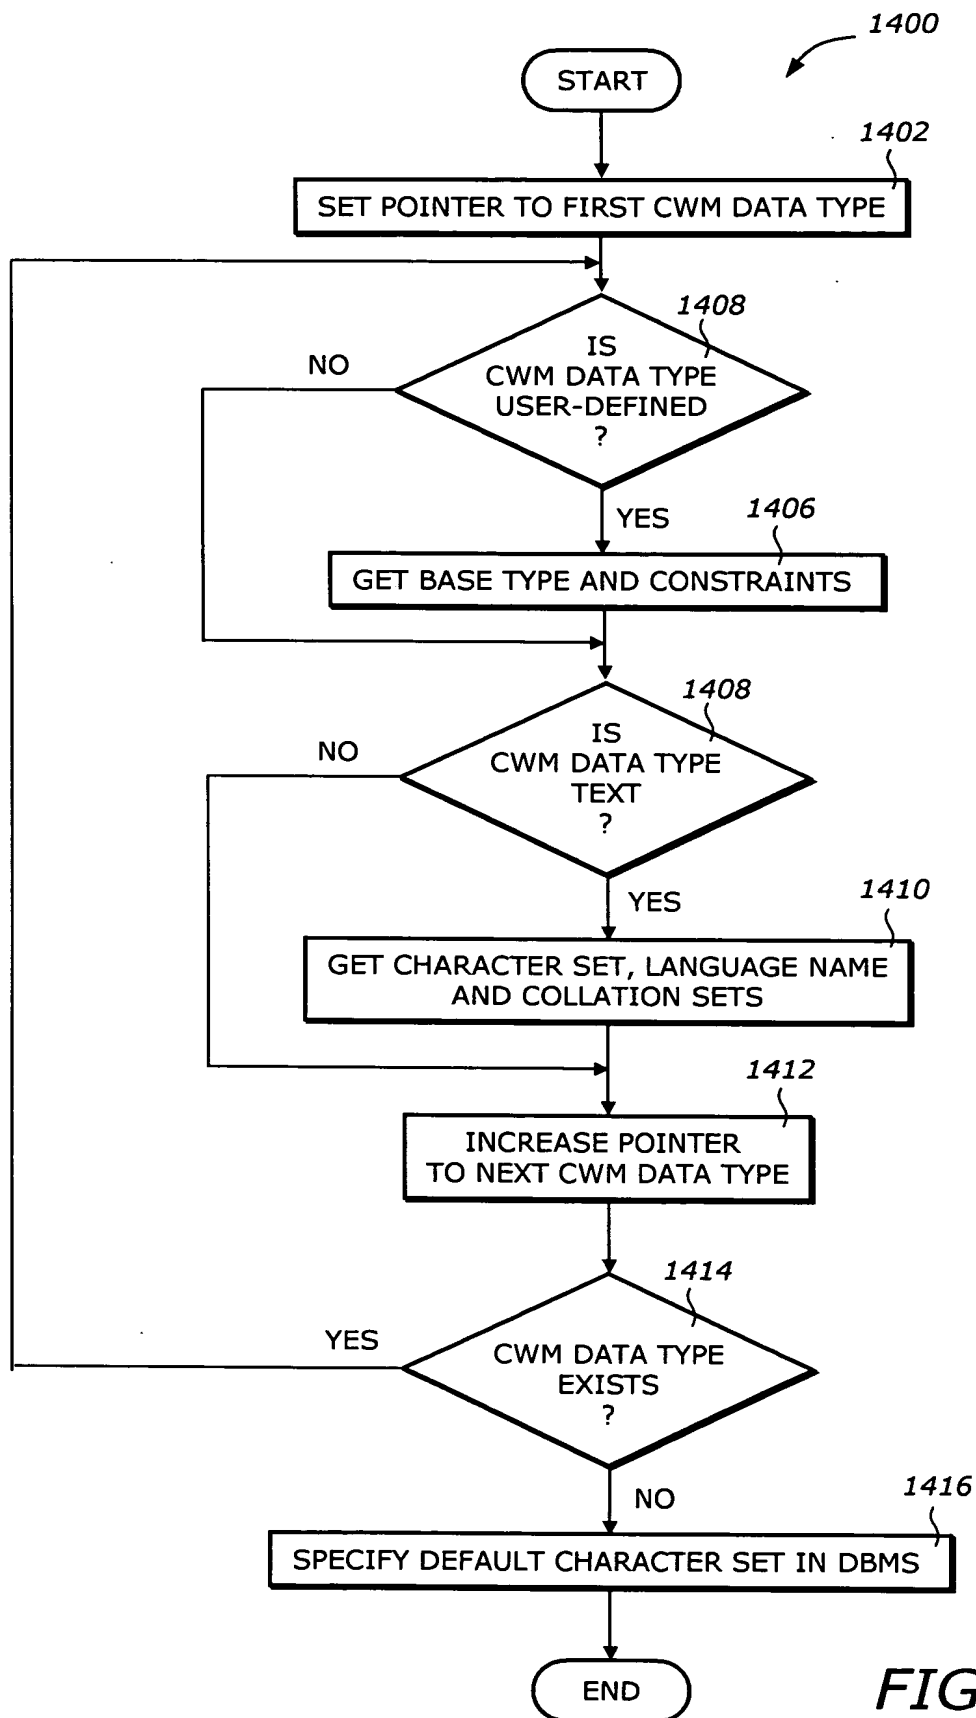 1400
START
1402
SET POINTER TO FIRST CWM DATA TYPE
1408
IS
CWM DATA TYPE
USER-DEFINED
?
NO
YES
1406
GET BASE TYPE AND CONSTRAINTS
1408
IS
CWM DATA TYPE
TEXT
?
NO
YES
1410
GET CHARACTER SET, LANGUAGE NAME
AND COLLATION SETS
1412
INCREASE POINTER
TO NEXT CWM DATA TYPE
1414
CWM DATA TYPE
EXISTS
?
YES
NO
1416
SPECIFY DEFAULT CHARACTER SET IN DBMS
END
FIG